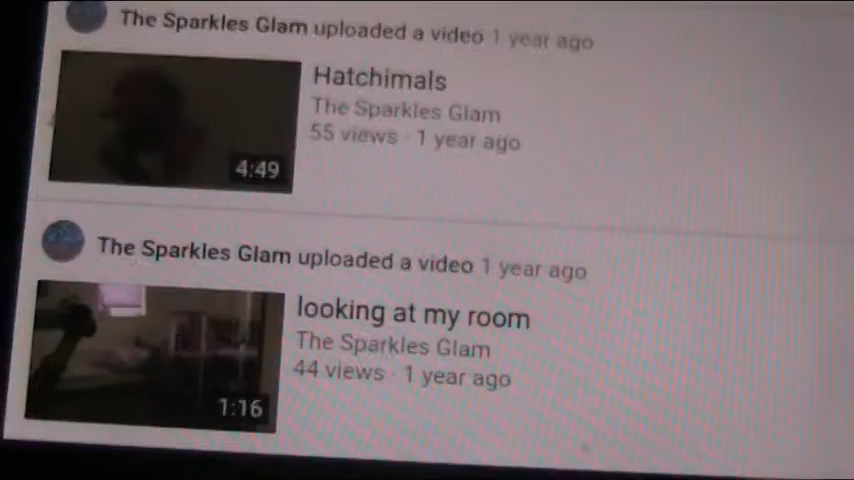 The Sparkles Glam uploaded a video 1 year ago
Hatchimals
The Sparkles Glam
55 views · 1 year ago
4:49
The Sparkles Glam uploaded a video 1 year ago
looking at my room
The Sparkles Glam
44 views · 1 year ago
1:16